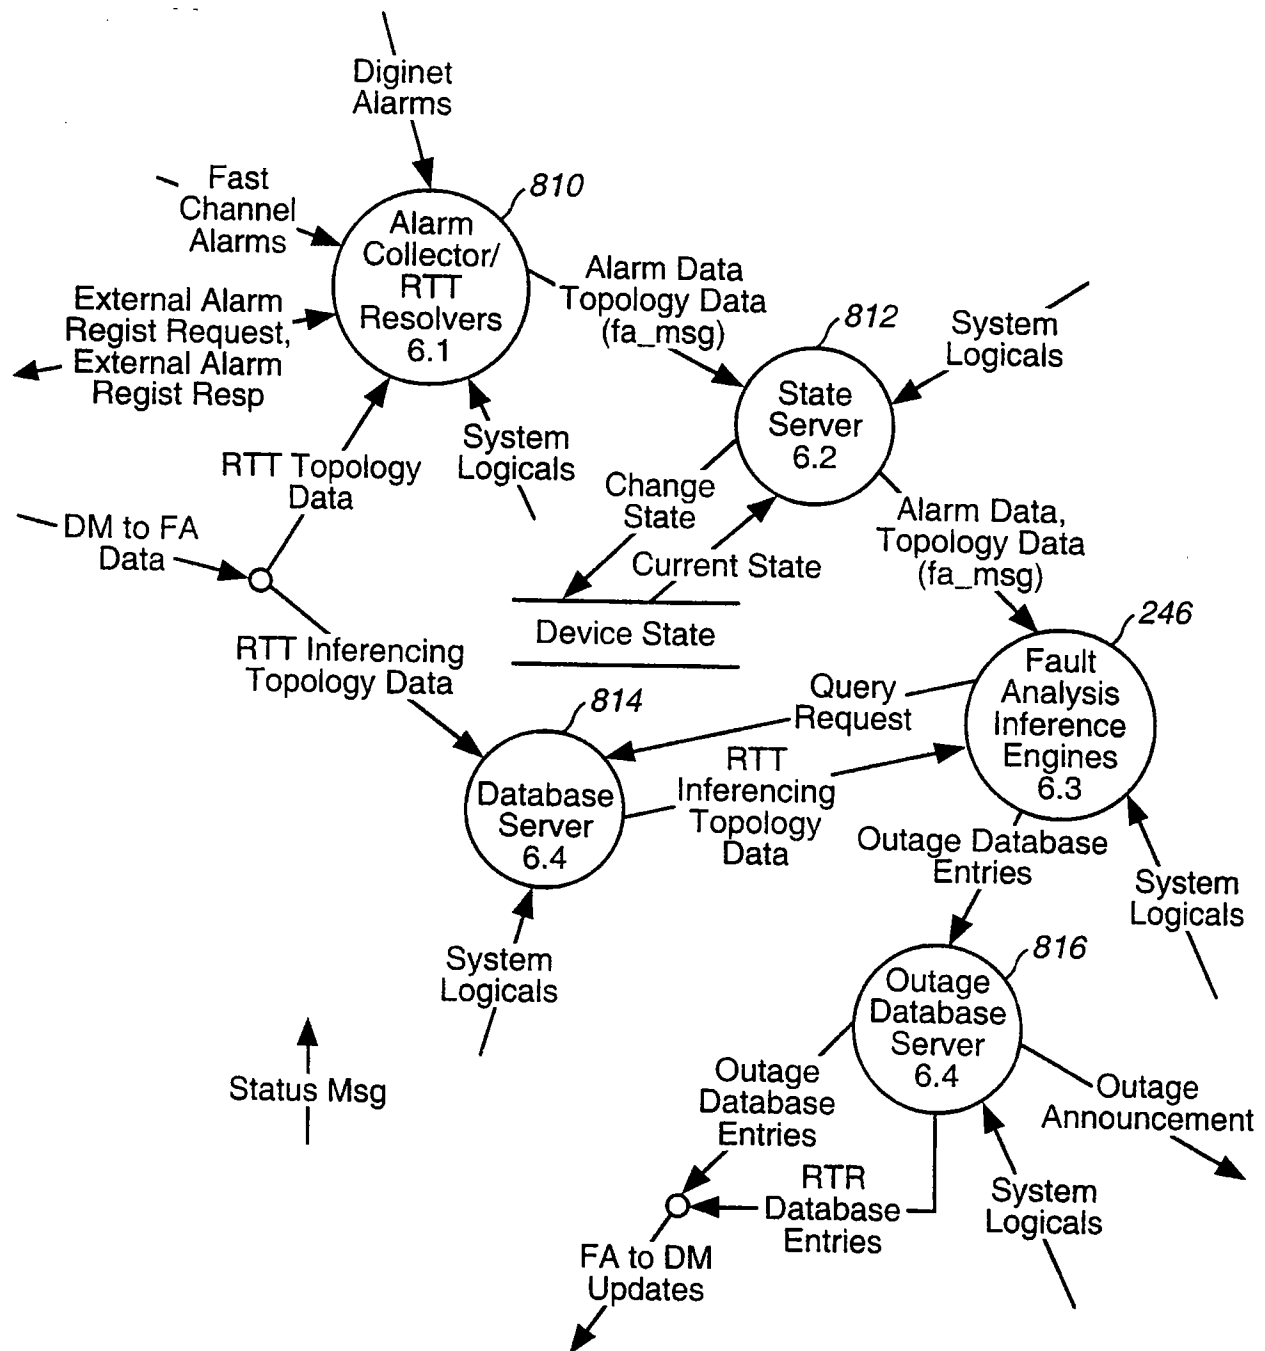 Diginet
Alarms
Fast
Channel
Alarms
810
Alarm
Collector/
RTT
Resolvers
6.1
External Alarm
Regist Request,
External Alarm
Regist Resp
Alarm Data
Topology Data
(fa_msg)
812
System
Logicals
State
Server
6.2
RTT Topology
Data
System
Logicals
DM to FA
Data
Change
State
Current State
Alarm Data,
Topology Data
(fa_msg)
Device State
246
RTT Inferencing
Topology Data
Fault
Analysis
Inference
Engines
6.3
Query
Request
814
Database
Server
6.4
RTT
Inferencing
Topology
Data
Outage Database
Entries
System
Logicals
System
Logicals
816
Outage
Database
Server
6.4
Status Msg
Outage
Database
Entries
Outage
Announcement
RTR
Database
Entries
System
Logicals
FA to DM
Updates